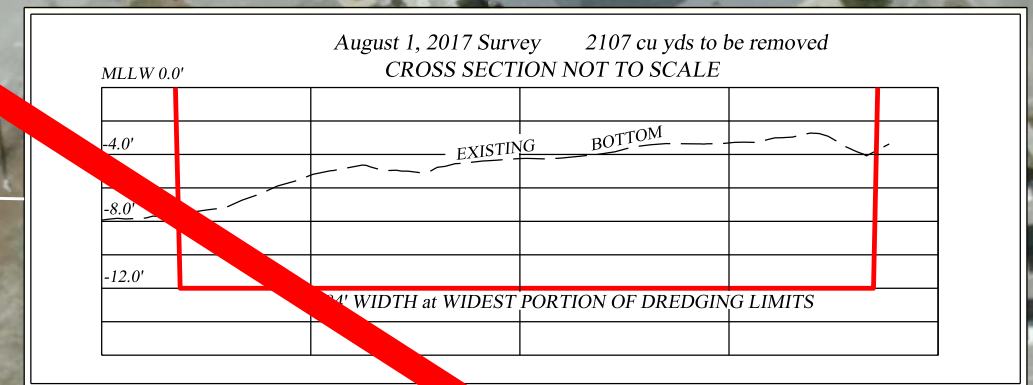 August 1, 2017 Survey 2107 cu yds to be removed
CROSS SECTION NOT TO SCALE
MLLW 0.0'
-4.0'
EXISTING BOTTOM
-8.0'
-12.0'
WIDTH at WIDEST PORTION OF DREDGING LIMITS